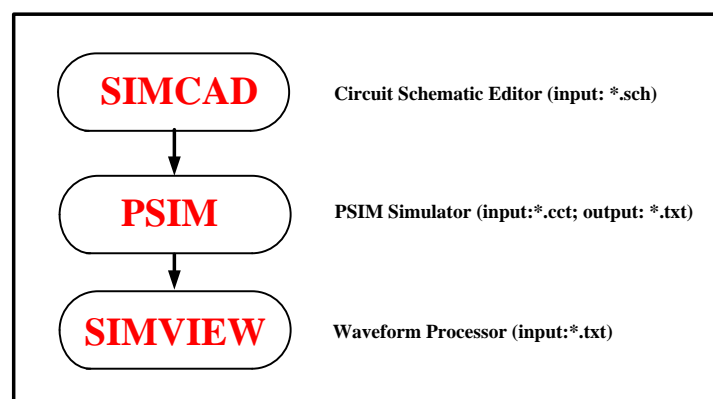 SIMCAD Circuit Schematic Editor (input: *.sch)
PSIM PSIM Simulator (input:*.cct; output: *.txt)
SIMVIEW Waveform Processor (input:*.txt)